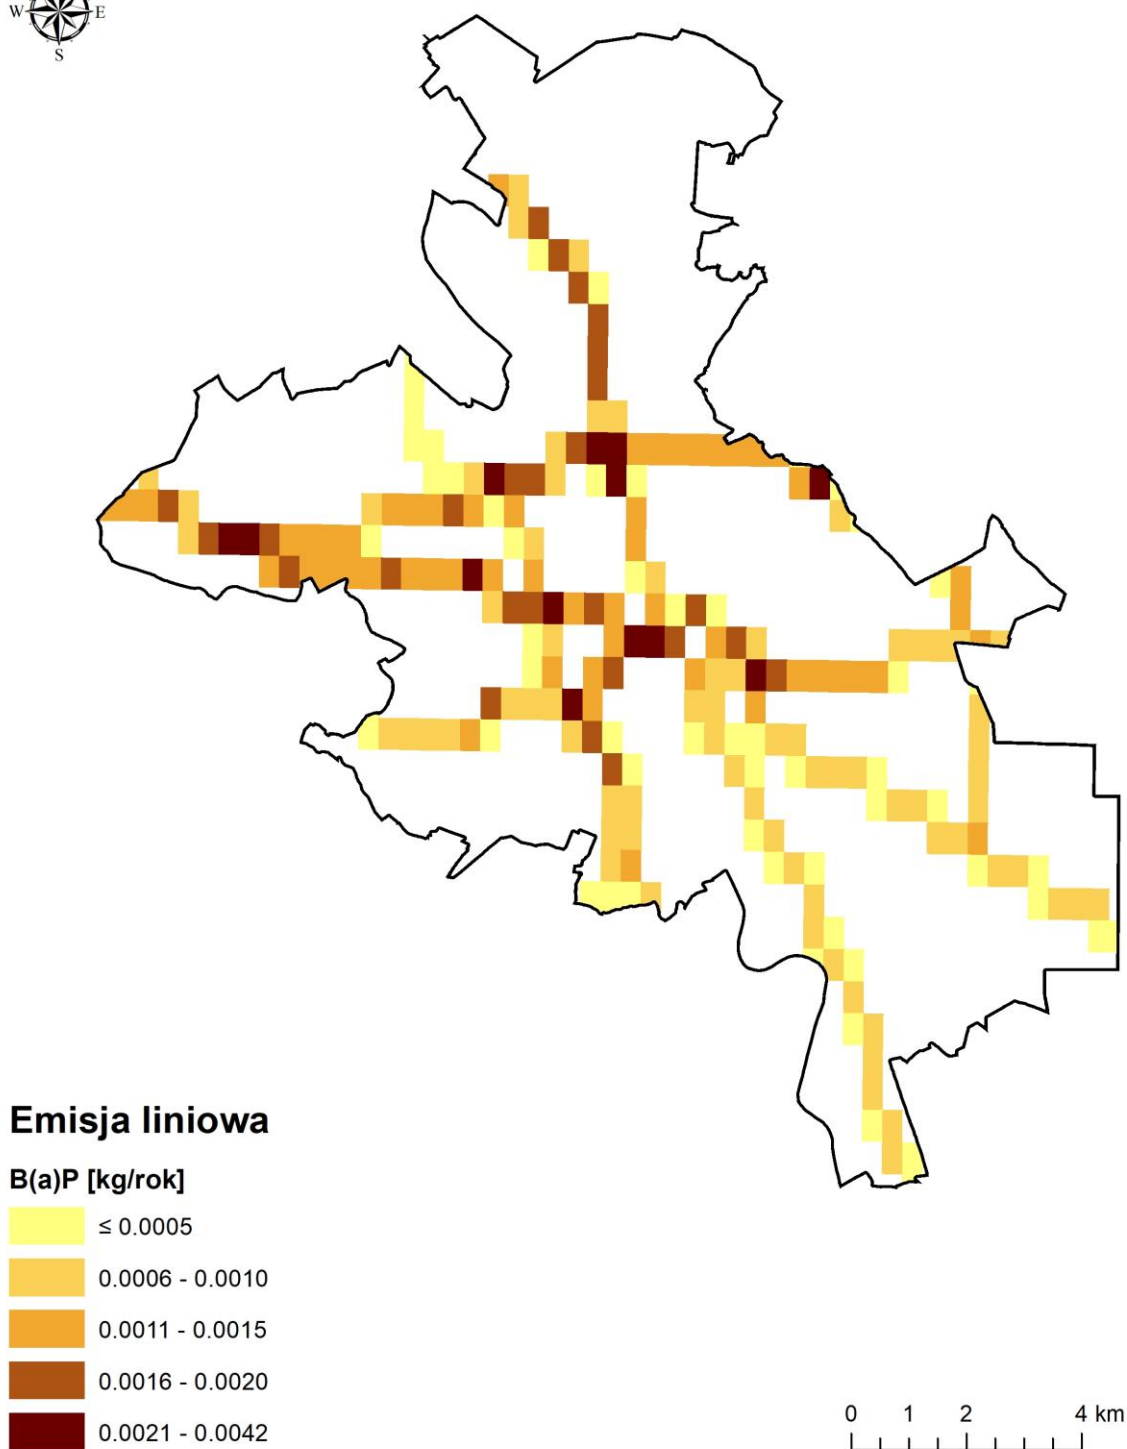 W E
S
Emisja liniowa
B(a)P [kg/rok]
≤ 0.0005
0.0006 - 0.0010
0.0011 - 0.0015
0.0016 - 0.0020
0.0021 - 0.0042
0 1 2 4 km